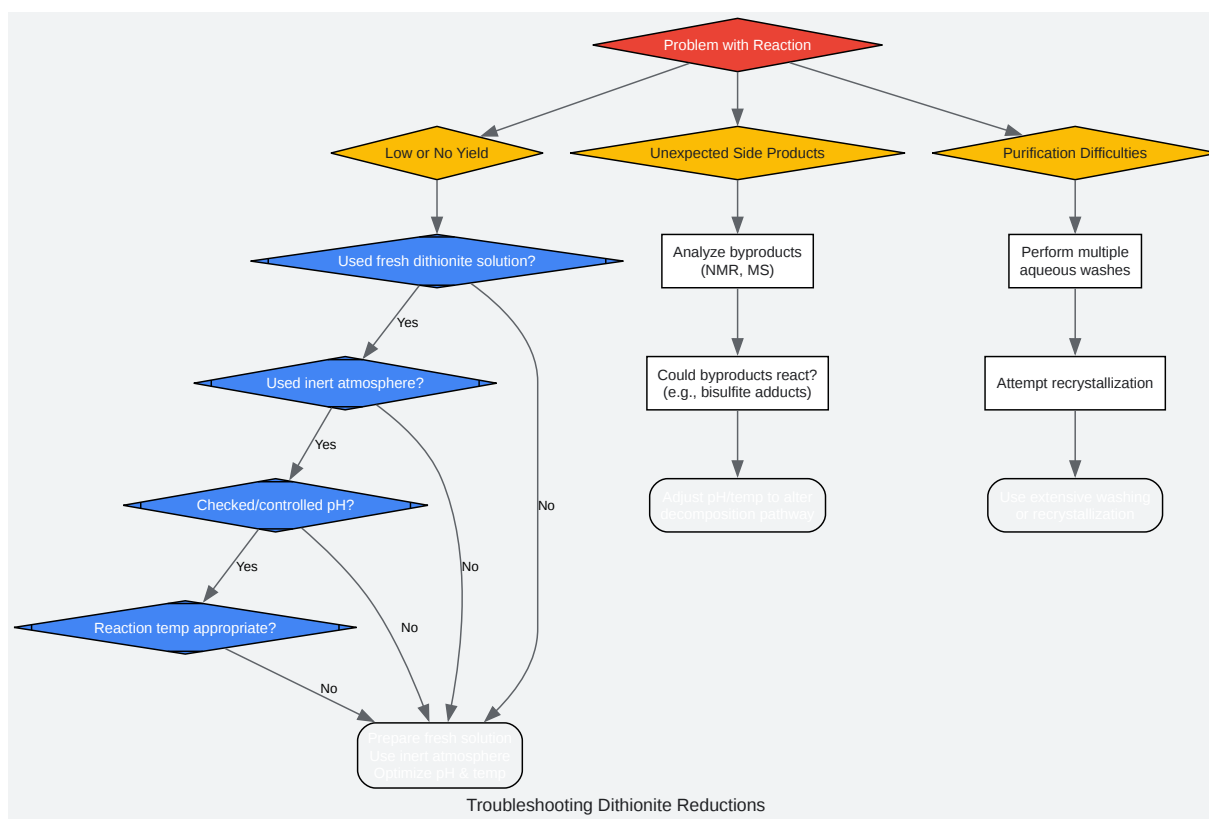 Problem with Reaction
Low or No Yield
Unexpected Side Products
Purification Difficulties
Used fresh dithionite solution?
Analyze byproducts
(NMR, MS)
Perform multiple
aqueous washes
Yes
Used inert atmosphere?
Could byproducts react?
(e.g., bisulfite adducts)
Attempt recrystallization
Yes
Checked/controlled pH?
No
Adjust pH/temp to alter
decomposition pathway
Use extensive washing
or recrystallization
Yes
No
Reaction temp appropriate?
No
No
Prepare fresh solution
Use inert atmosphere
Optimize pH & temp
Troubleshooting Dithionite Reductions